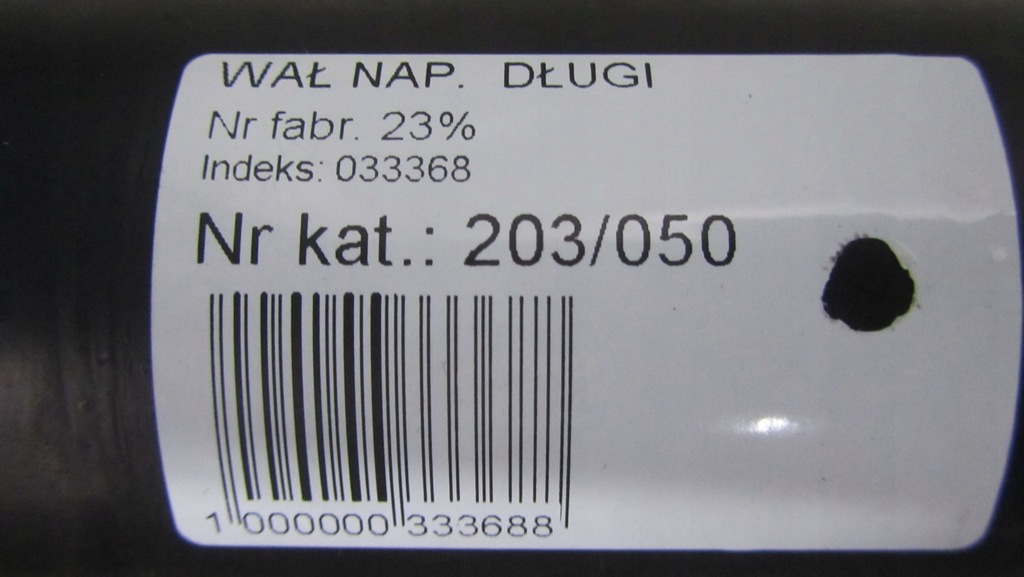 WAŁ NAP. DŁUGI
Nr fabr. 23%
Indeks: 033368
Nr kat.: 203/050
1 000000 333688